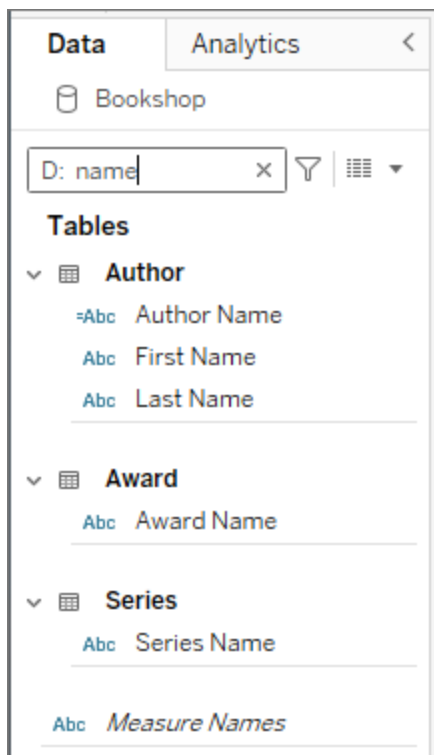 Data Analytics
Bookshop
D: name
Tables
Author
=Abc Author Name
Abc First Name
Abc Last Name
Award
Abc Award Name
Series
Abc Series Name
Abc Measure Names